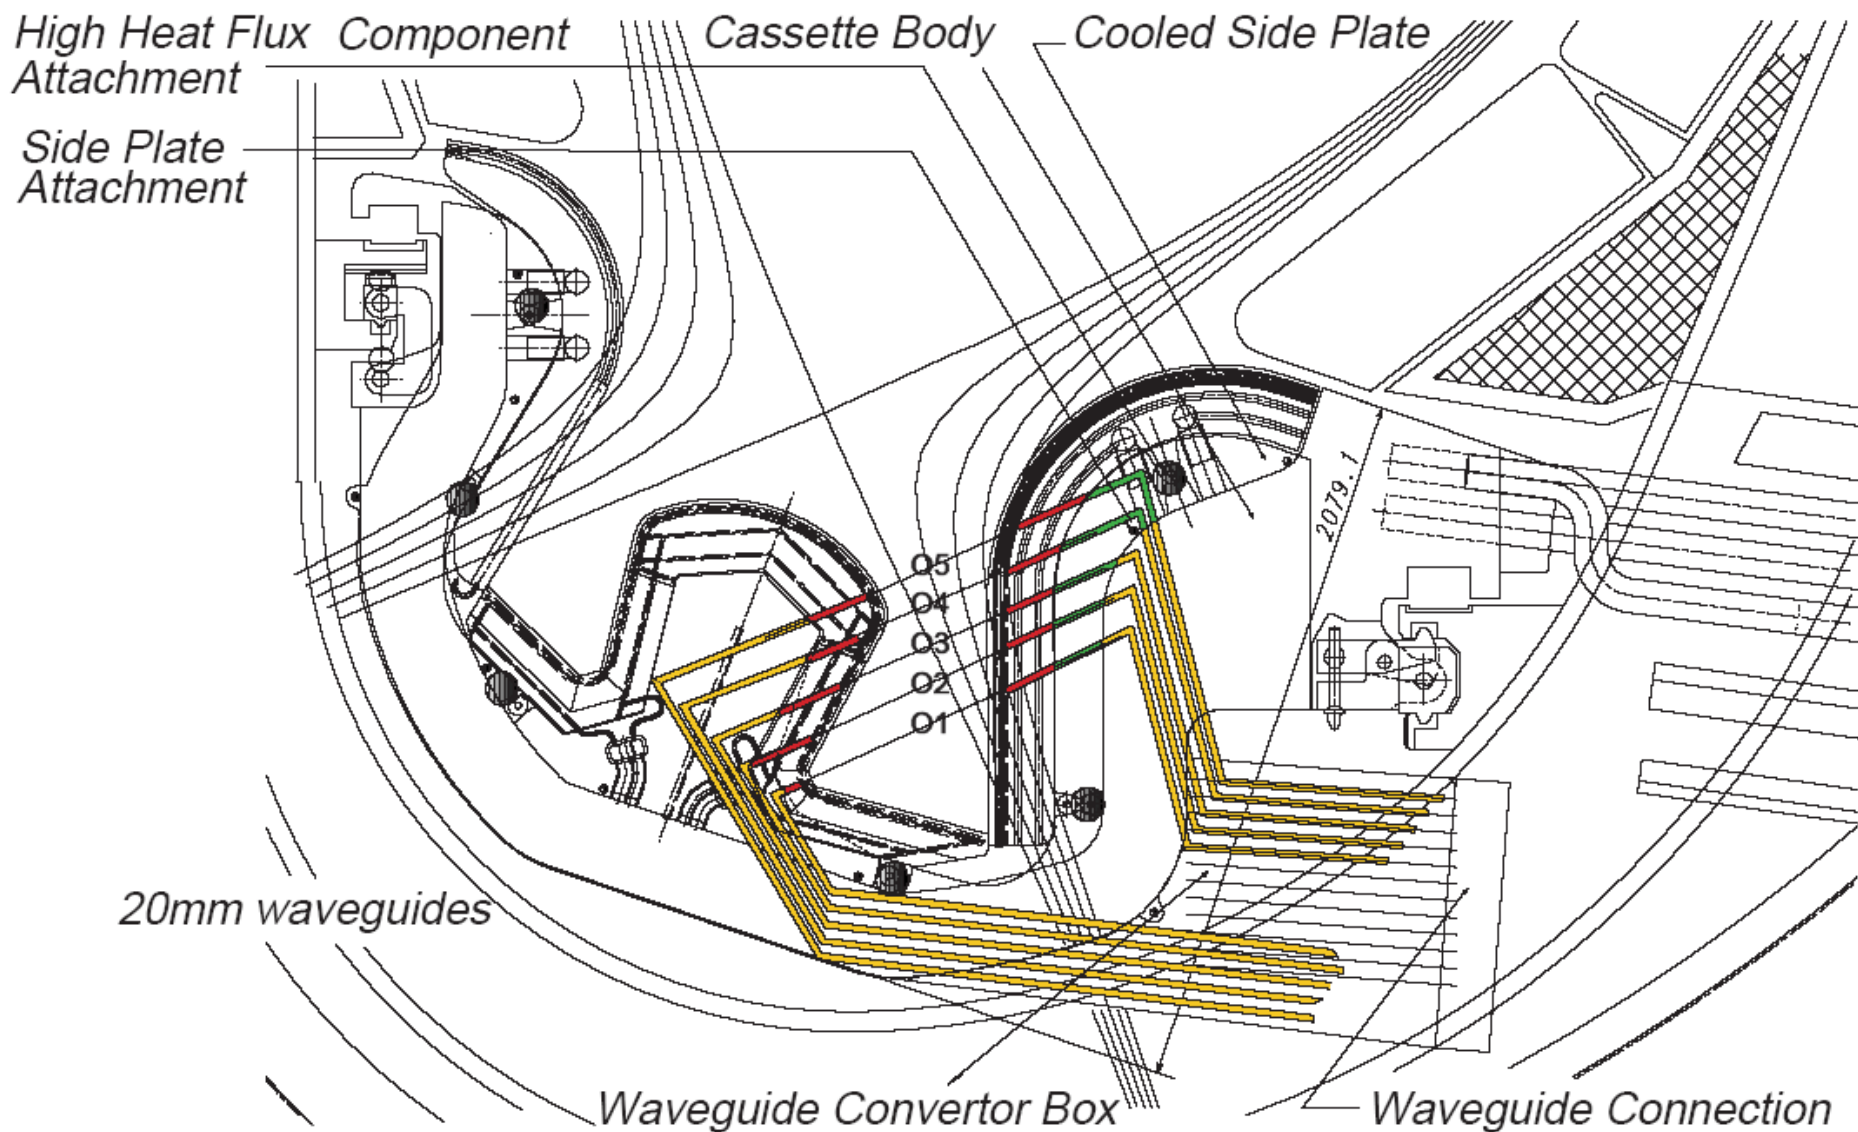 High Heat Flux Component
Attachment
Cassette Body
Cooled Side Plate
Side Plate
Attachment
2079.1
O5
O4
O3
O2
O1
20mm waveguides
Waveguide Convertor Box
Waveguide Connection